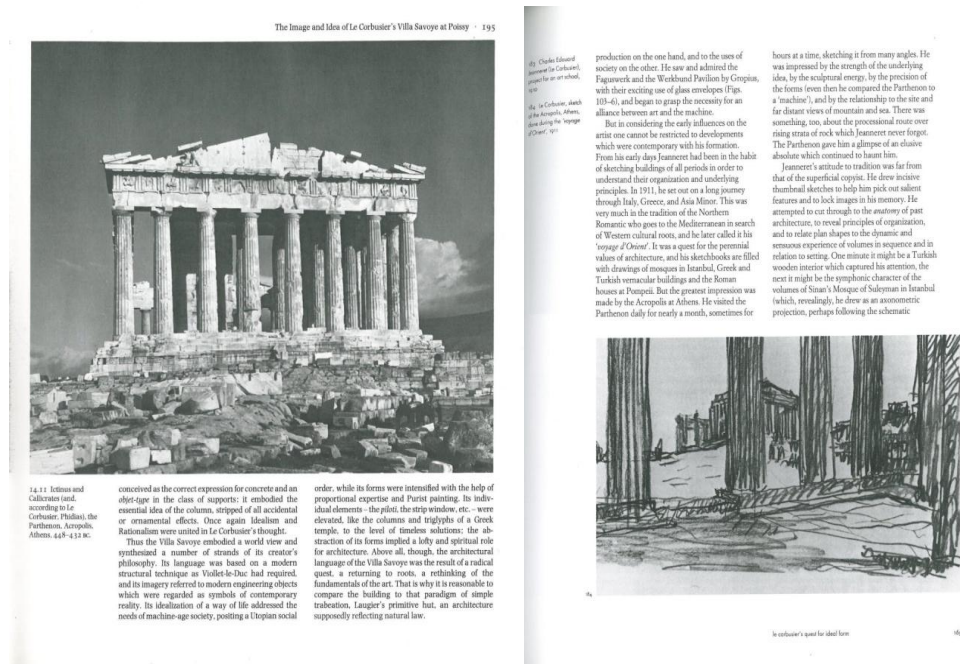 The Image and Idea of Le Corbusier's Villa Savoye at Poissy · 195
14.11 Ictinus and
Callicrates (and,
according to Le
Corbusier, Phidias), the
Parthenon, Acropolis,
Athens, 448–432 BC.
conceived as the correct expression for concrete and an
objet-type in the class of supports: it embodied the
essential idea of the column, stripped of all accidental
or ornamental effects. Once again Idealism and
Rationalism were united in Le Corbusier's thought.
Thus the Villa Savoye embodied a world view and
synthesized a number of strands of its creator's
philosophy. Its language was based on a modern
structural technique as Viollet-le-Duc had required,
and its imagery referred to modern engineering objects
which were regarded as symbols of contemporary
reality. Its idealization of a way of life addressed the
needs of machine-age society, positing a Utopian social
order, while its forms were intensified with the help of
proportional expertise and Purist painting. Its indiv-
idual elements – the piloti, the strip window, etc. – were
elevated, like the columns and triglyphs of a Greek
temple, to the level of timeless solutions; the ab-
straction of its forms implied a lofty and spiritual role
for architecture. Above all, though, the architectural
language of the Villa Savoye was the result of a radical
quest, a returning to roots, a rethinking of the
fundamentals of the art. That is why it is reasonable to
compare the building to that paradigm of simple
trabeation, Laugier's primitive hut, an architecture
supposedly reflecting natural law.
163 Charles Edouard
Jeanneret (Le Corbusier),
project for an art school,
1910
164 Le Corbusier, sketch
of the Acropolis, Athens,
done during the 'voyage
d'Orient', 1911
production on the one hand, and to the uses of
society on the other. He saw and admired the
Faguswerk and the Werkbund Pavilion by Gropius,
with their exciting use of glass envelopes (Figs.
103–6), and began to grasp the necessity for an
alliance between art and the machine.
But in considering the early influences on the
artist one cannot be restricted to developments
which were contemporary with his formation.
From his early days Jeanneret had been in the habit
of sketching buildings of all periods in order to
understand their organization and underlying
principles. In 1911, he set out on a long journey
through Italy, Greece, and Asia Minor. This was
very much in the tradition of the Northern
Romantic who goes to the Mediterranean in search
of Western cultural roots, and he later called it his
'voyage d'Orient'. It was a quest for the perennial
values of architecture, and his sketchbooks are filled
with drawings of mosques in Istanbul, Greek and
Turkish vernacular buildings and the Roman
houses at Pompeii. But the greatest impression was
made by the Acropolis at Athens. He visited the
Parthenon daily for nearly a month, sometimes for
hours at a time, sketching it from many angles. He
was impressed by the strength of the underlying
idea, by the sculptural energy, by the precision of
the forms (even then he compared the Parthenon to
a 'machine'), and by the relationship to the site and
far distant views of mountain and sea. There was
something, too, about the processional route over
rising strata of rock which Jeanneret never forgot.
The Parthenon gave him a glimpse of an elusive
absolute which continued to haunt him.
Jeanneret's attitude to tradition was far from
that of the superficial copyist. He drew incisive
thumbnail sketches to help him pick out salient
features and to lock images in his memory. He
attempted to cut through to the anatomy of past
architecture, to reveal principles of organization,
and to relate plan shapes to the dynamic and
sensuous experience of volumes in sequence and in
relation to setting. One minute it might be a Turkish
wooden interior which captured his attention, the
next it might be the symphonic character of the
volumes of Sinan's Mosque of Suleyman in Istanbul
(which, revealingly, he drew as an axonometric
projection, perhaps following the schematic
164
le corbusier's quest for ideal form